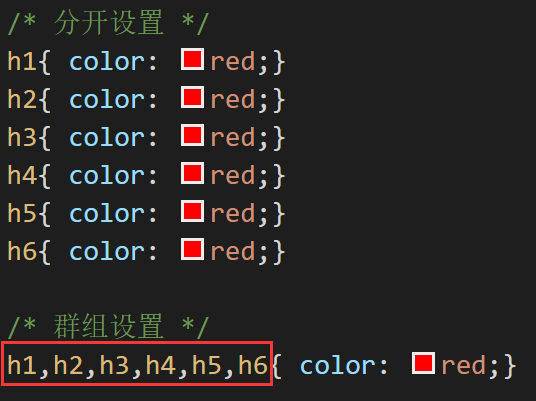 /* 分开设置 */
h1{ color: red;}
h2{ color: red;}
h3{ color: red;}
h4{ color: red;}
h5{ color: red;}
h6{ color: red;}
/* 群组设置 */
h1,h2,h3,h4,h5,h6{ color: red;}